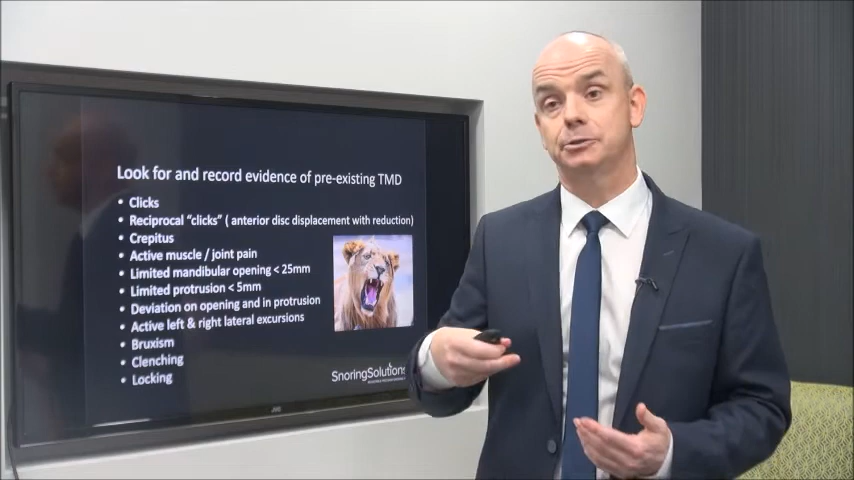 Look for and record evidence of pre-existing TMD
• Clicks
• Reciprocal “clicks” ( anterior disc displacement with reduction)
• Crepitus
• Active muscle / joint pain
• Limited mandibular opening < 25mm
• Limited protrusion < 5mm
• Deviation on opening and in protrusion
• Active left & right lateral excursions
• Bruxism
• Clenching
• Locking
SnoringSolutions
JVC